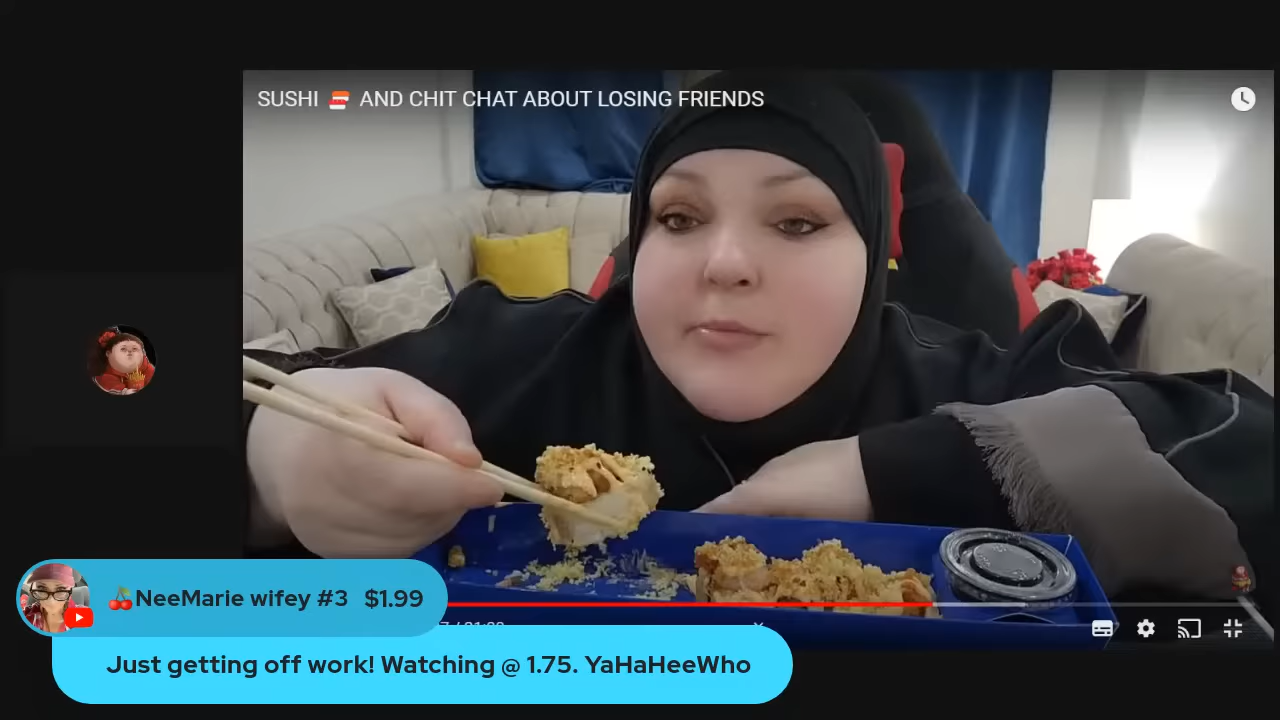 SUSHI 🍣 AND CHIT CHAT ABOUT LOSING FRIENDS
🍒NeeMarie wifey #3 $1.99
Just getting off work! Watching @ 1.75. YaHaHeeWho